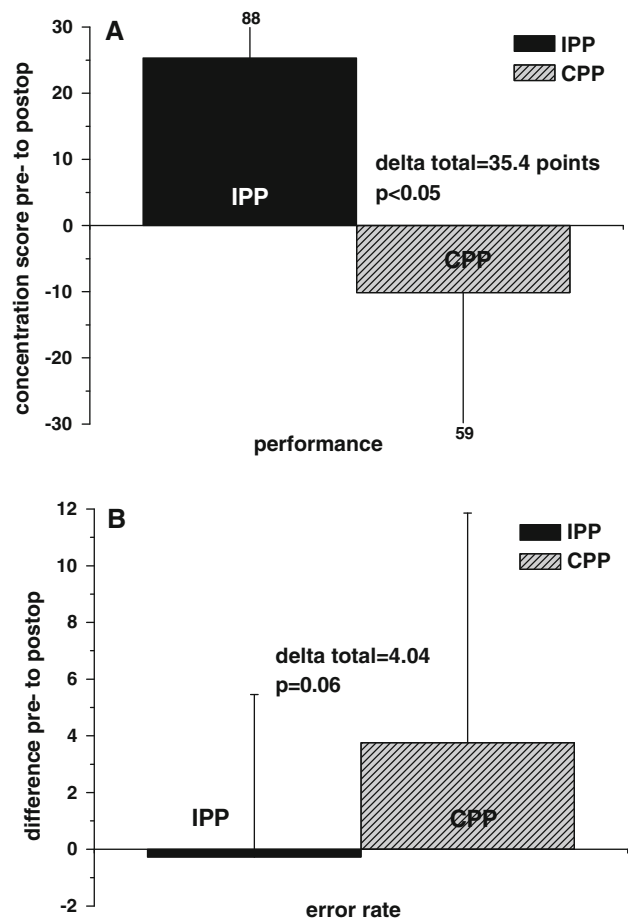 A
88
IPP
CPP
30
20
10
0
-10
-20
-30
concentration score pre- to postop
delta total=35.4 points
p<0.05
IPP
CPP
59
performance
B
IPP
CPP
12
10
8
6
4
2
0
-2
difference pre- to postop
delta total=4.04
p=0.06
IPP
CPP
error rate